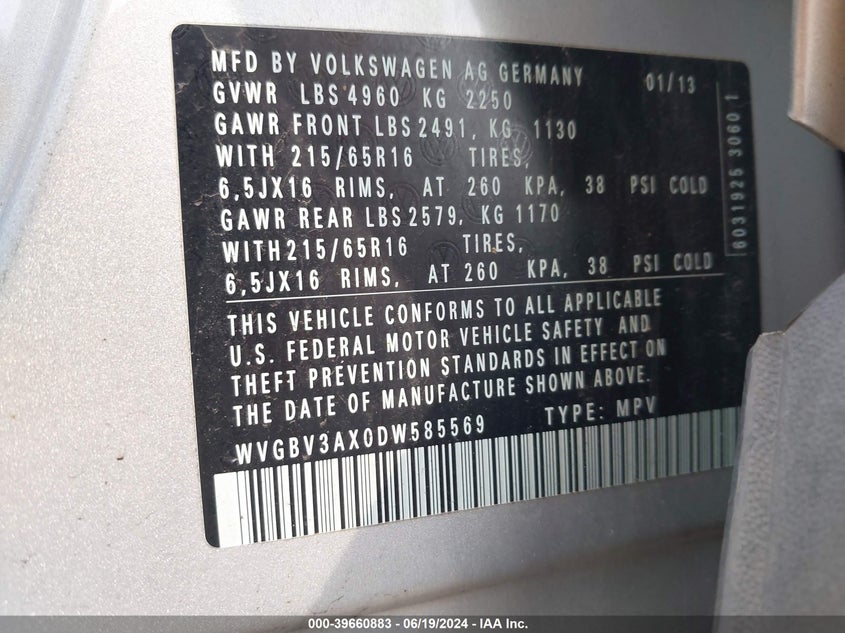 MFD BY VOLKSWAGEN AG GERMANY 01/13
GVWR LBS 4960 KG 2250
GAWR FRONT LBS 2491, KG 1130
WITH 215/65R16 TIRES,
6,5JX16 RIMS, AT 260 KPA, 38 PSI COLD
GAWR REAR LBS 2579, KG 1170
WITH 215/65R16 TIRES,
6,5JX16 RIMS, AT 260 KPA, 38 PSI COLD
6031925 3060 1
THIS VEHICLE CONFORMS TO ALL APPLICABLE
U.S. FEDERAL MOTOR VEHICLE SAFETY AND
THEFT PREVENTION STANDARDS IN EFFECT ON
THE DATE OF MANUFACTURE SHOWN ABOVE.
WVGBV3AX0DW585569 TYPE: MPV
000-39660883 - 06/19/2024 - IAA Inc.